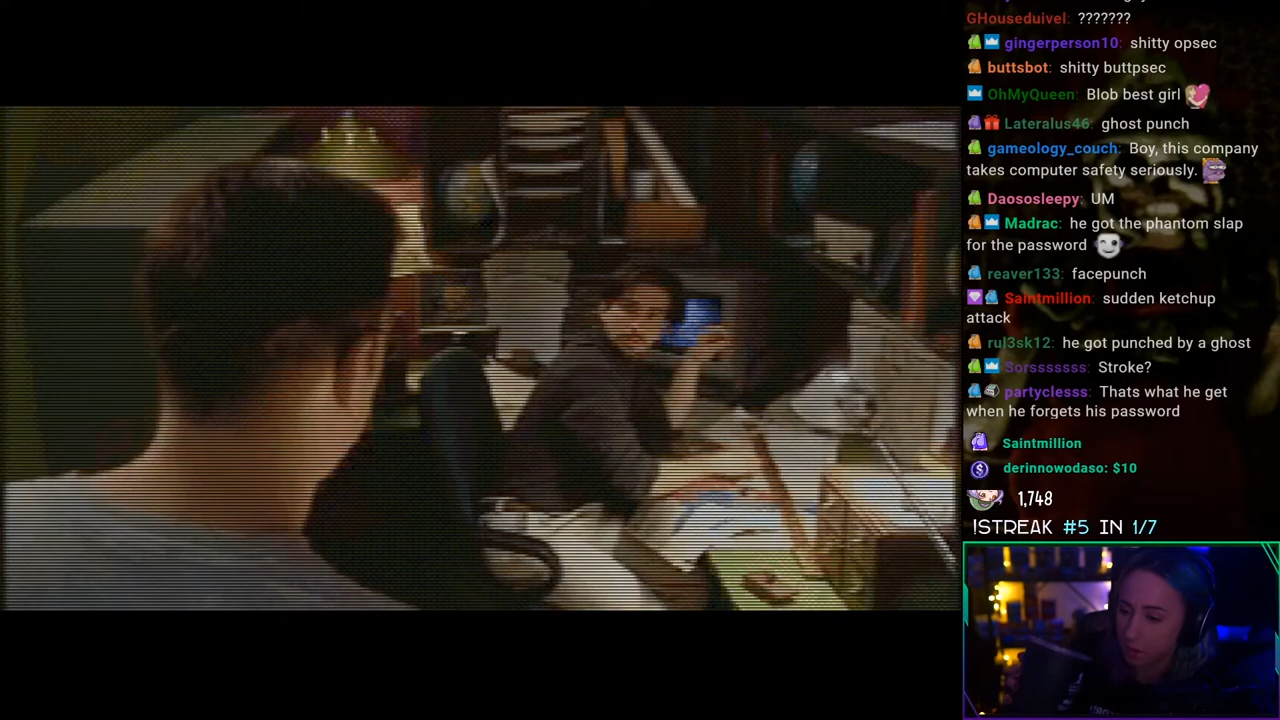 GHouseduivel: ???????
gingerperson10: shitty opsec
buttsbot: shitty buttpsec
OhMyQueen: Blob best girl
Lateralus46: ghost punch
gameology_couch: Boy, this company
takes computer safety seriously.
Daososleepy: UM
Madrac: he got the phantom slap
for the password
reaver133: facepunch
Saintmillion: sudden ketchup
attack
rul3sk12: he got punched by a ghost
Sorsssssss: Stroke?
partyclesss: Thats what he get
when he forgets his password
Saintmillion
derinnowodaso: $10
1,748
!STREAK #5 IN 1/7